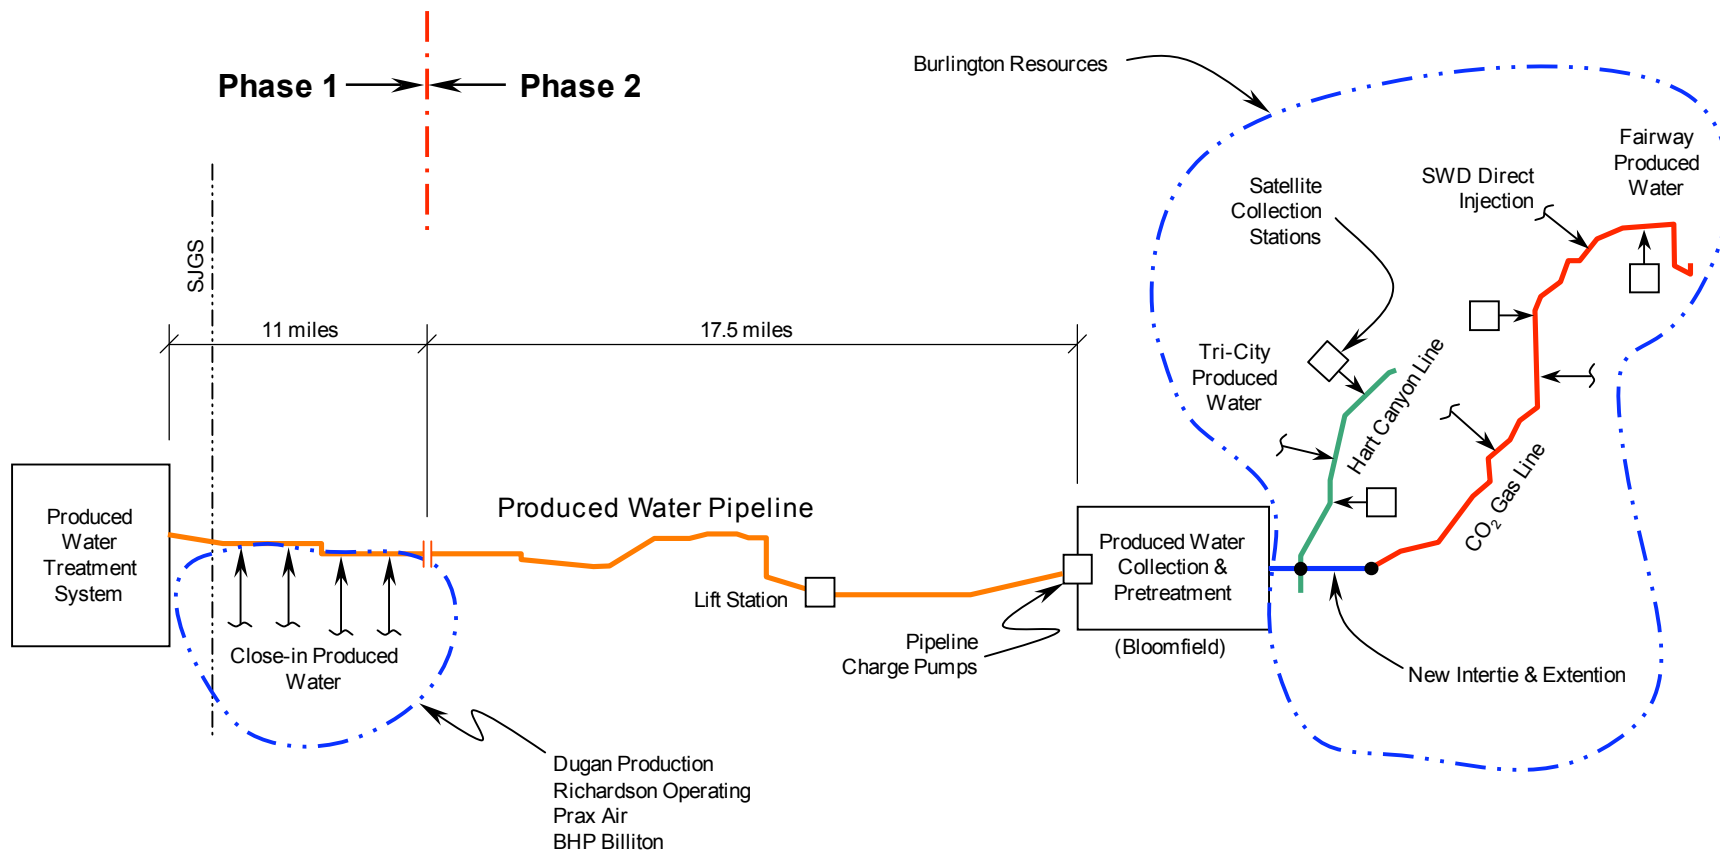 Phase 1
Phase 2
Burlington Resources
Fairway
Produced
Water
SWD Direct
Injection
Satellite
Collection
Stations
SJGS
11 miles
17.5 miles
Tri-City
Produced
Water
Hart Canyon Line
CO2 Gas Line
Produced
Water
Treatment
System
Produced Water Pipeline
Lift Station
Produced Water
Collection &
Pretreatment
(Bloomfield)
Pipeline
Charge Pumps
New Intertie & Extention
Close-in Produced
Water
Dugan Production
Richardson Operating
Prax Air
BHP Billiton